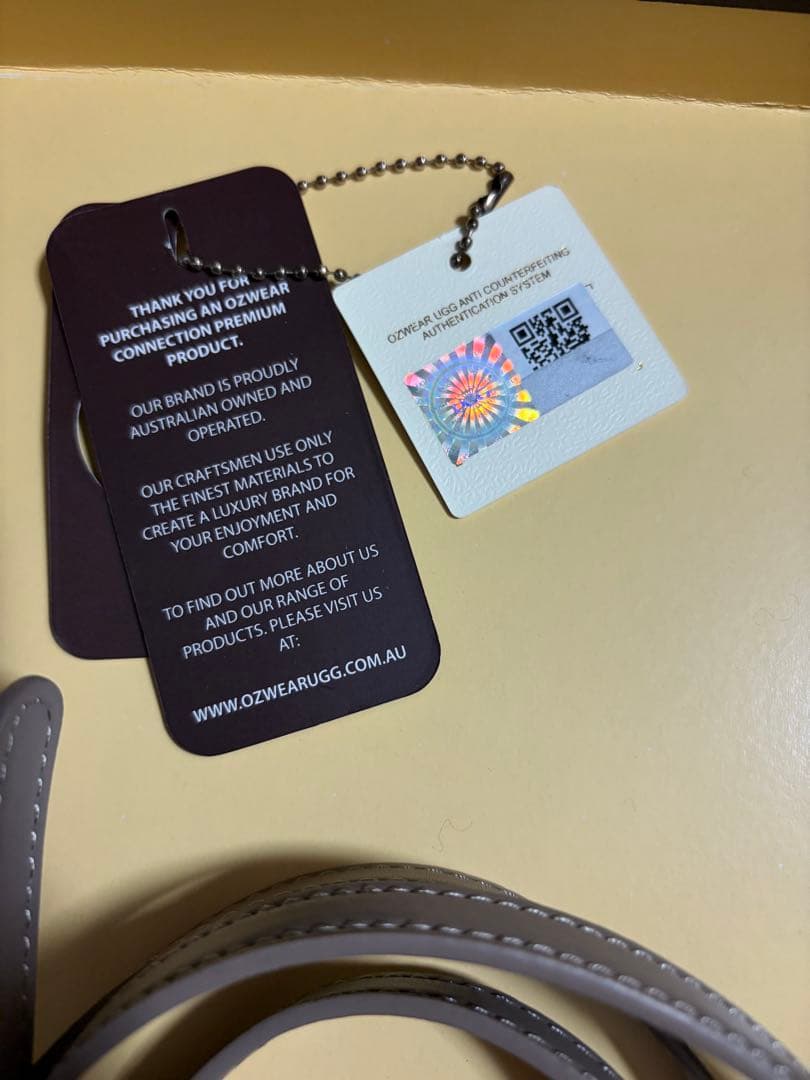 THANK YOU FOR
PURCHASING AN OZWEAR
CONNECTION PREMIUM
PRODUCT.
OUR BRAND IS PROUDLY
AUSTRALIAN OWNED AND
OPERATED.
OUR CRAFTSMEN USE ONLY
THE FINEST MATERIALS TO
CREATE A LUXURY BRAND FOR
YOUR ENJOYMENT AND
COMFORT.
TO FIND OUT MORE ABOUT US
AND OUR RANGE OF
PRODUCTS. PLEASE VISIT US
AT:
WWW.OZWEARUGG.COM.AU
OZWEAR UGG ANTI COUNTERFEITING
AUTHENTICATION SYSTEM